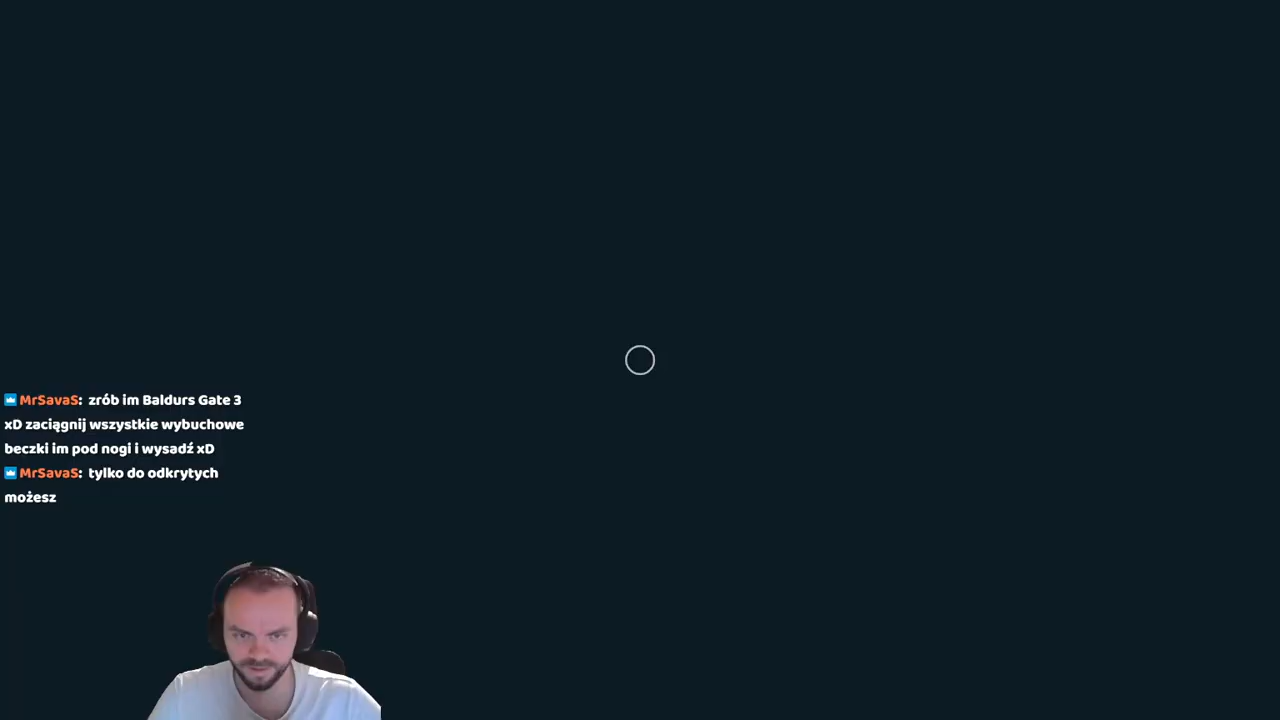 MrSavaS: zrób im Baldurs Gate 3
xD zaciągnij wszystkie wybuchowe
beczki im pod nogi i wysadź xD
MrSavaS: tylko do odkrytych
możesz